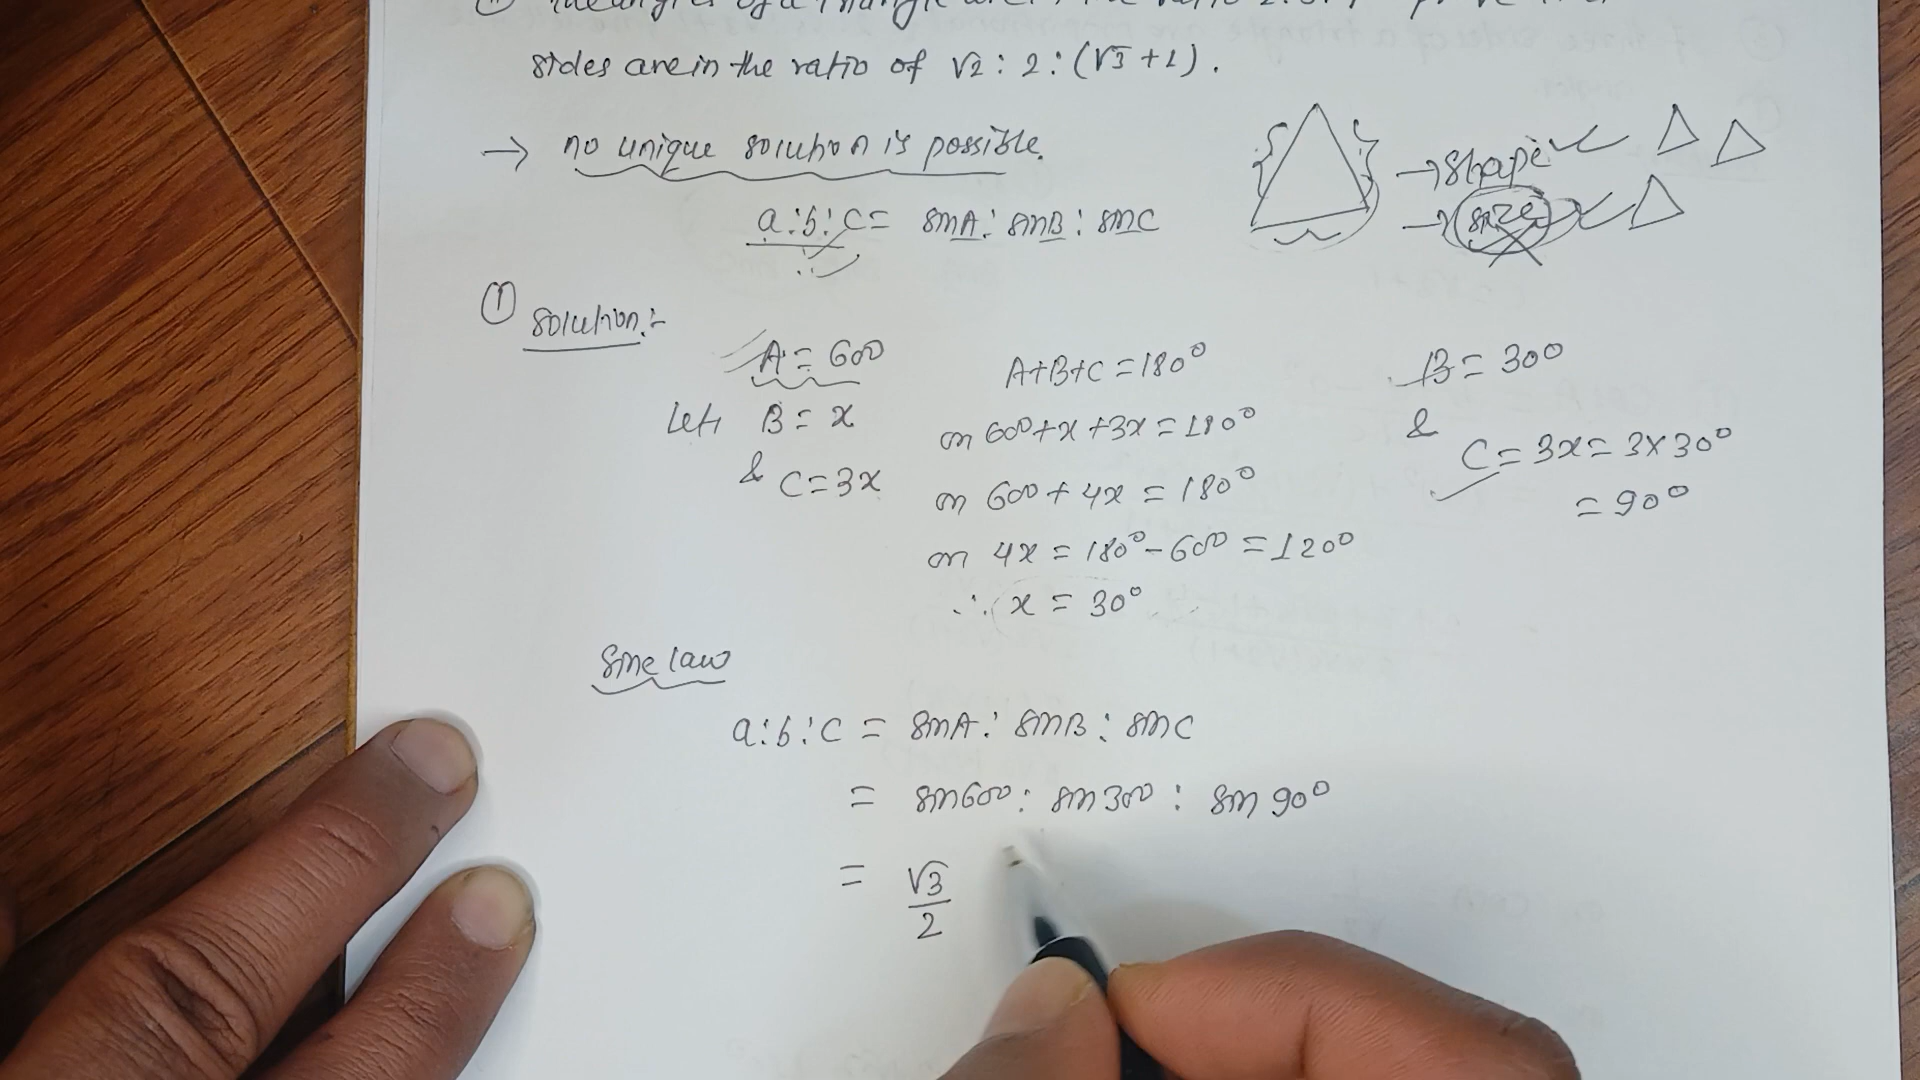 sides are in the ratio of √2 : 2 : (√3 + 1).
→ no unique solution is possible.
a : b : c = sinA : sinB : sinC
→ shape
→ size
① Solution:-
A = 60°
Let, B = x
& C = 3x
A+B+C = 180°
or 60° + x + 3x = 180°
or 60° + 4x = 180°
or 4x = 180° - 60° = 120°
∴ x = 30°
B = 30°
&
C = 3x = 3 × 30°
= 90°
Sine law
a : b : c = sinA : sinB : sinC
= sin60° : sin30° : sin 90°
= √3/2